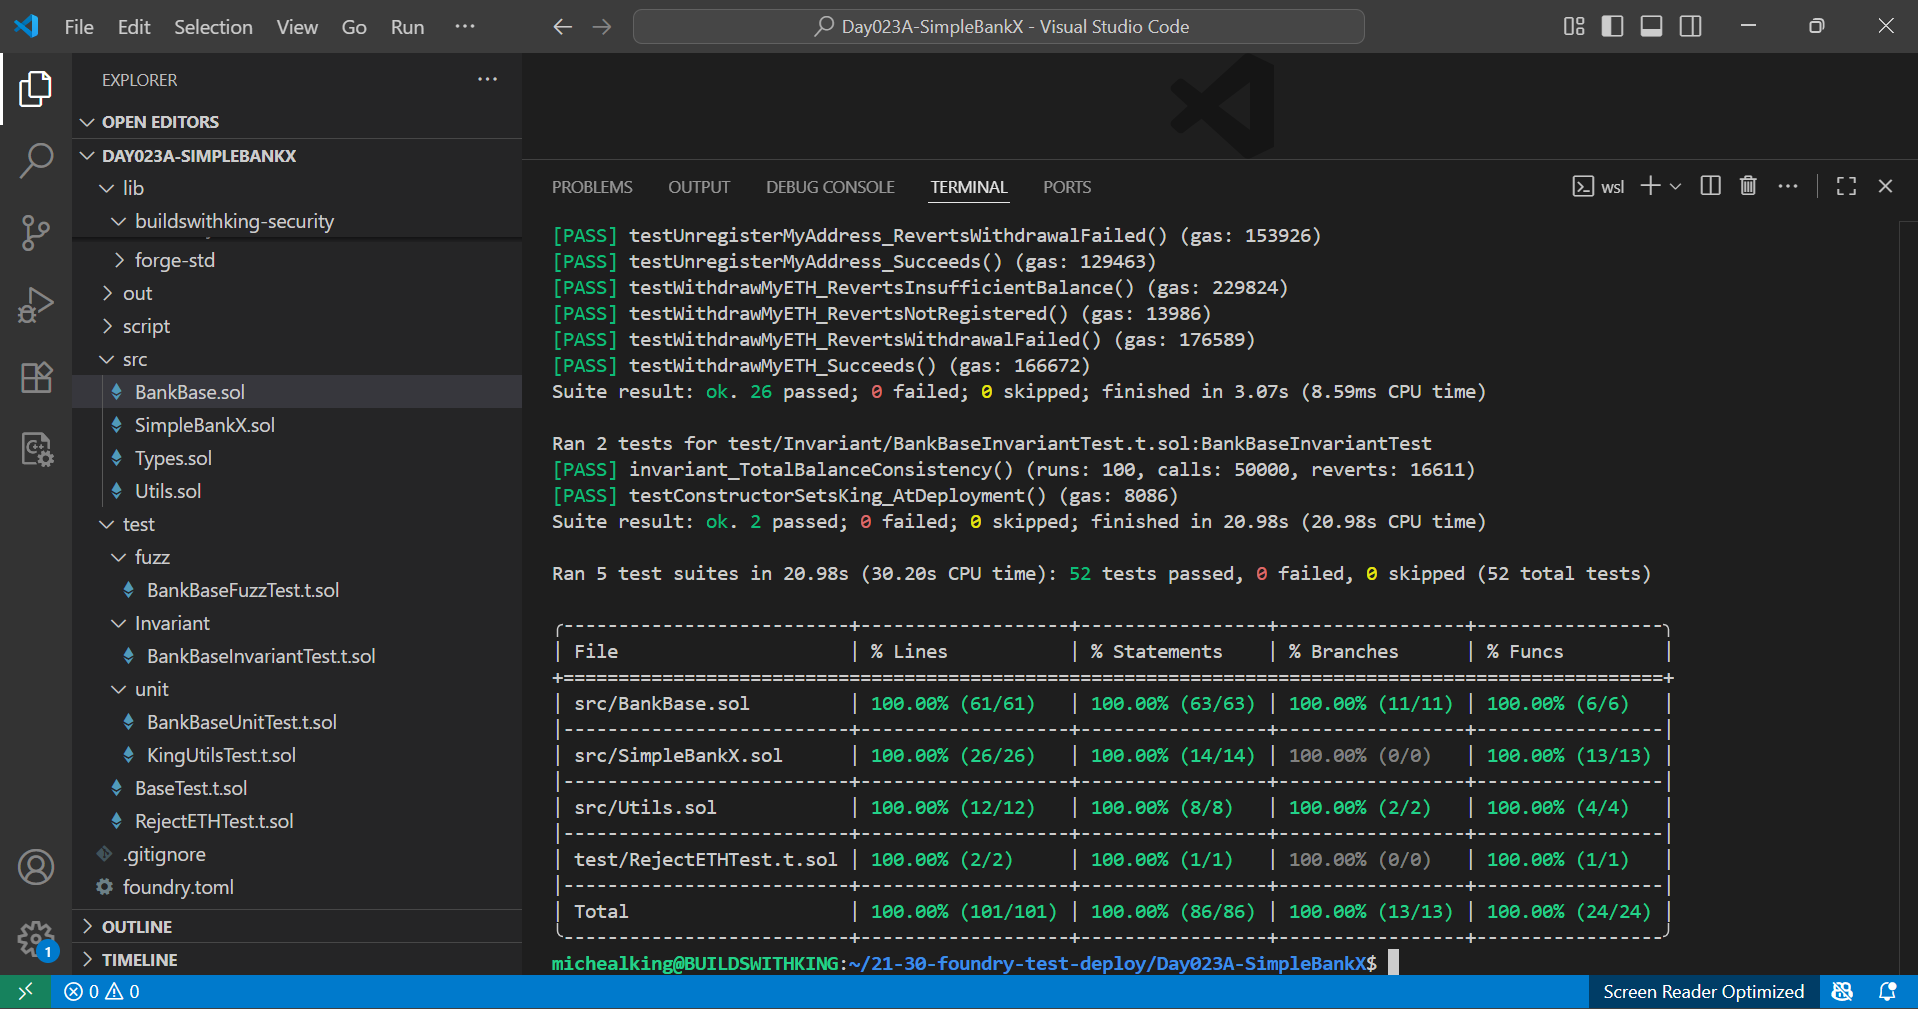 File Edit Selection View Go Run ···
Day023A-SimpleBankX - Visual Studio Code
EXPLORER
OPEN EDITORS
DAY023A-SIMPLEBANKX
lib
buildswithking-security
forge-std
out
script
src
BankBase.sol
SimpleBankX.sol
Types.sol
Utils.sol
test
fuzz
BankBaseFuzzTest.t.sol
Invariant
BankBaseInvariantTest.t.sol
unit
BankBaseUnitTest.t.sol
KingUtilsTest.t.sol
BaseTest.t.sol
RejectETHTest.t.sol
.gitignore
foundry.toml
OUTLINE
TIMELINE
1
PROBLEMS OUTPUT DEBUG CONSOLE TERMINAL PORTS
wsl
[PASS] testUnregisterMyAddress_RevertsWithdrawalFailed() (gas: 153926)
[PASS] testUnregisterMyAddress_Succeeds() (gas: 129463)
[PASS] testWithdrawMyETH_RevertsInsufficientBalance() (gas: 229824)
[PASS] testWithdrawMyETH_RevertsNotRegistered() (gas: 13986)
[PASS] testWithdrawMyETH_RevertsWithdrawalFailed() (gas: 176589)
[PASS] testWithdrawMyETH_Succeeds() (gas: 166672)
Suite result: ok. 26 passed; 0 failed; 0 skipped; finished in 3.07s (8.59ms CPU time)
Ran 2 tests for test/Invariant/BankBaseInvariantTest.t.sol:BankBaseInvariantTest
[PASS] invariant_TotalBalanceConsistency() (runs: 100, calls: 50000, reverts: 16611)
[PASS] testConstructorSetsKing_AtDeployment() (gas: 8086)
Suite result: ok. 2 passed; 0 failed; 0 skipped; finished in 20.98s (20.98s CPU time)
Ran 5 test suites in 20.98s (30.20s CPU time): 52 tests passed, 0 failed, 0 skipped (52 total tests)
| File | % Lines | % Statements | % Branches | % Funcs |
| src/BankBase.sol | 100.00% (61/61) | 100.00% (63/63) | 100.00% (11/11) | 100.00% (6/6) |
| src/SimpleBankX.sol | 100.00% (26/26) | 100.00% (14/14) | 100.00% (0/0) | 100.00% (13/13) |
| src/Utils.sol | 100.00% (12/12) | 100.00% (8/8) | 100.00% (2/2) | 100.00% (4/4) |
| test/RejectETHTest.t.sol | 100.00% (2/2) | 100.00% (1/1) | 100.00% (0/0) | 100.00% (1/1) |
| Total | 100.00% (101/101) | 100.00% (86/86) | 100.00% (13/13) | 100.00% (24/24) |
michealking@BUILDSWITHKING:~/21-30-foundry-test-deploy/Day023A-SimpleBankX$
0 0
Screen Reader Optimized